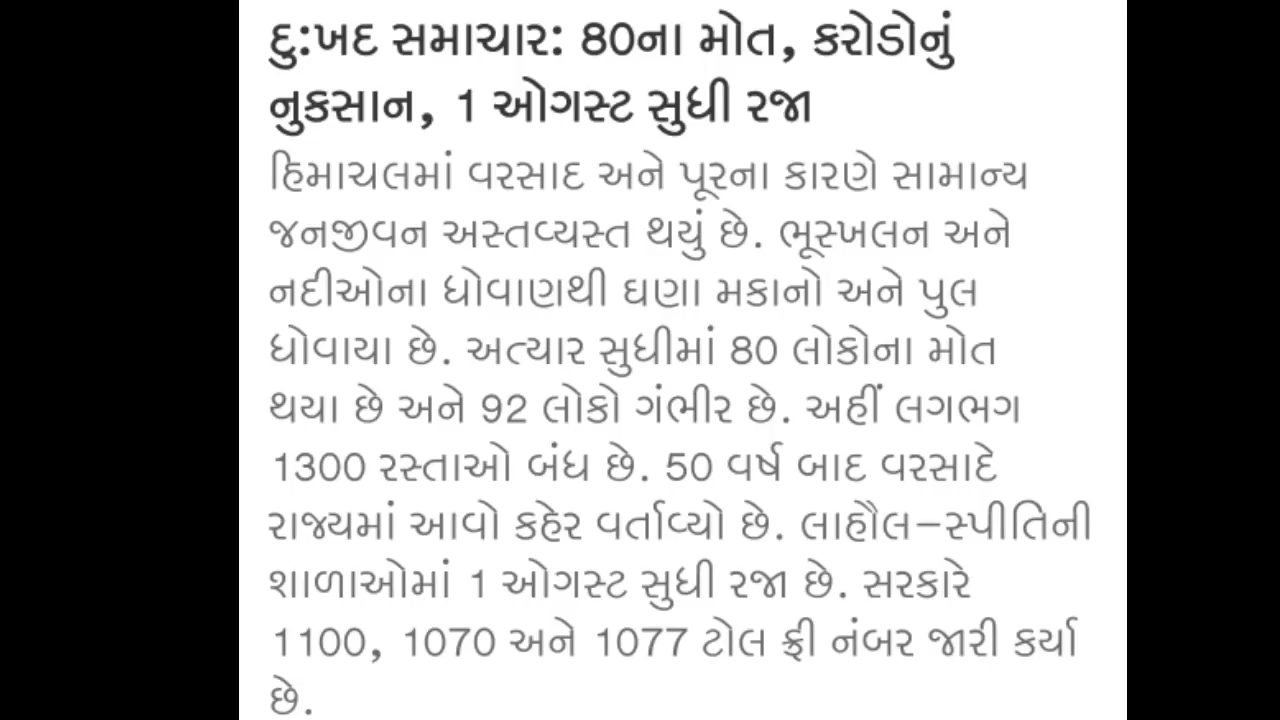 દુ:ખદ સમાચાર: 80ના મોત, કરોડોનું
નુકસાન, 1 ઓગસ્ટ સુધી રજા
હિમાચલમાં વરસાદ અને પૂરના કારણે સામાન્ય
જનજીવન અસ્તવ્યસ્ત થયું છે. ભૂસ્ખલન અને
નદીઓના ધોવાણથી ઘણા મકાનો અને પુલ
ધોવાયા છે. અત્યાર સુધીમાં 80 લોકોના મોત
થયા છે અને 92 લોકો ગંભીર છે. અહીં લગભગ
1300 રસ્તાઓ બંધ છે. 50 વર્ષ બાદ વરસાદે
રાજ્યમાં આવો કહેર વર્તાવ્યો છે. લાહૌલ-સ્પીતિની
શાળાઓમાં 1 ઓગસ્ટ સુધી રજા છે. સરકારે
1100, 1070 અને 1077 ટોલ ફ્રી નંબર જારી કર્યા
છે.